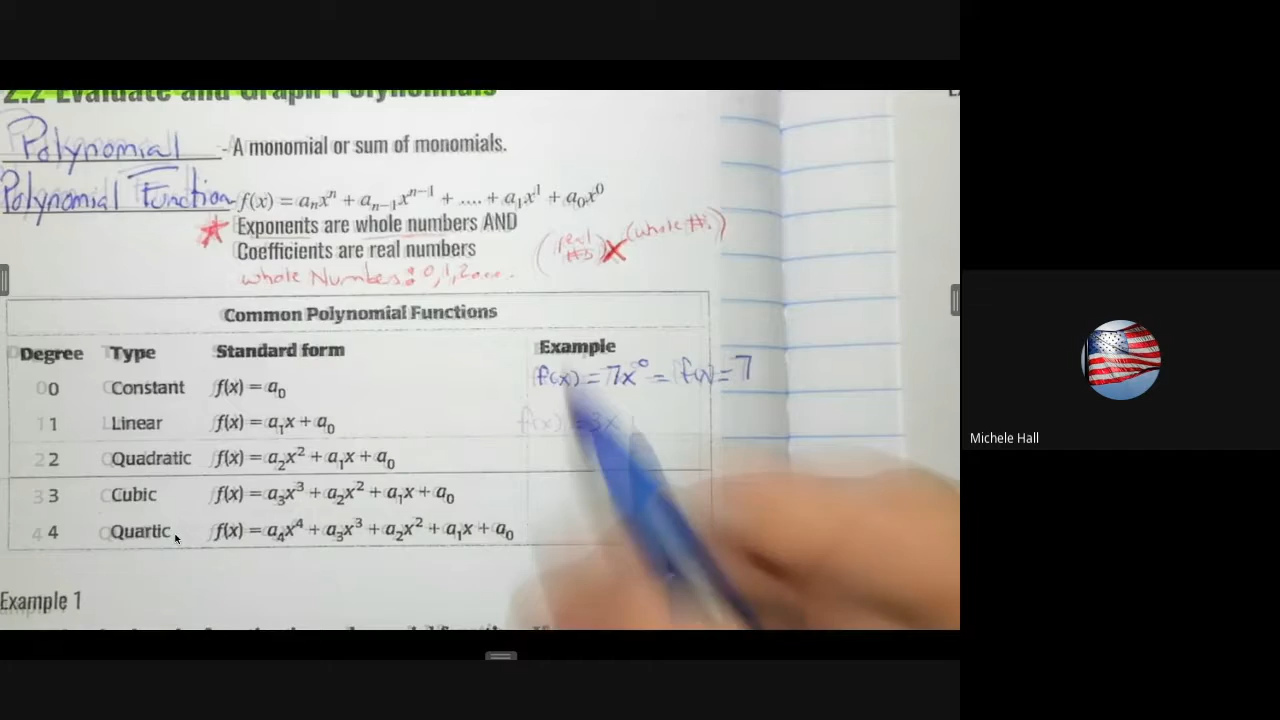 2.2 Evaluate and Graph Polynomials
Polynomial - A monomial or sum of monomials.
Polynomial Function f(x) = aₙxⁿ + aₙ₋₁xⁿ⁻¹ + .... + a₁x¹ + a₀x⁰
Exponents are whole numbers AND
Coefficients are real numbers
(real #s) x (whole #s)
whole Numbers: 0, 1, 2....
Common Polynomial Functions
Degree Type Standard form Example
0 Constant f(x) = a₀ f(x) = 7x⁰ = f(x) = 7
1 Linear f(x) = a₁x + a₀ f(x) = 3x
2 Quadratic f(x) = a₂x² + a₁x + a₀
3 Cubic f(x) = a₃x³ + a₂x² + a₁x + a₀
4 Quartic f(x) = a₄x⁴ + a₃x³ + a₂x² + a₁x + a₀
Example 1
Michele Hall